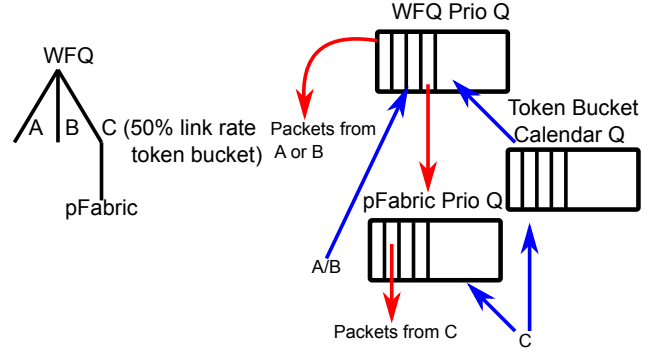 WFQ
A
B
C (50% link rate
token bucket)
pFabric
WFQ Prio Q
Packets from
A or B
Token Bucket
Calendar Q
pFabric Prio Q
A/B
Packets from C
C